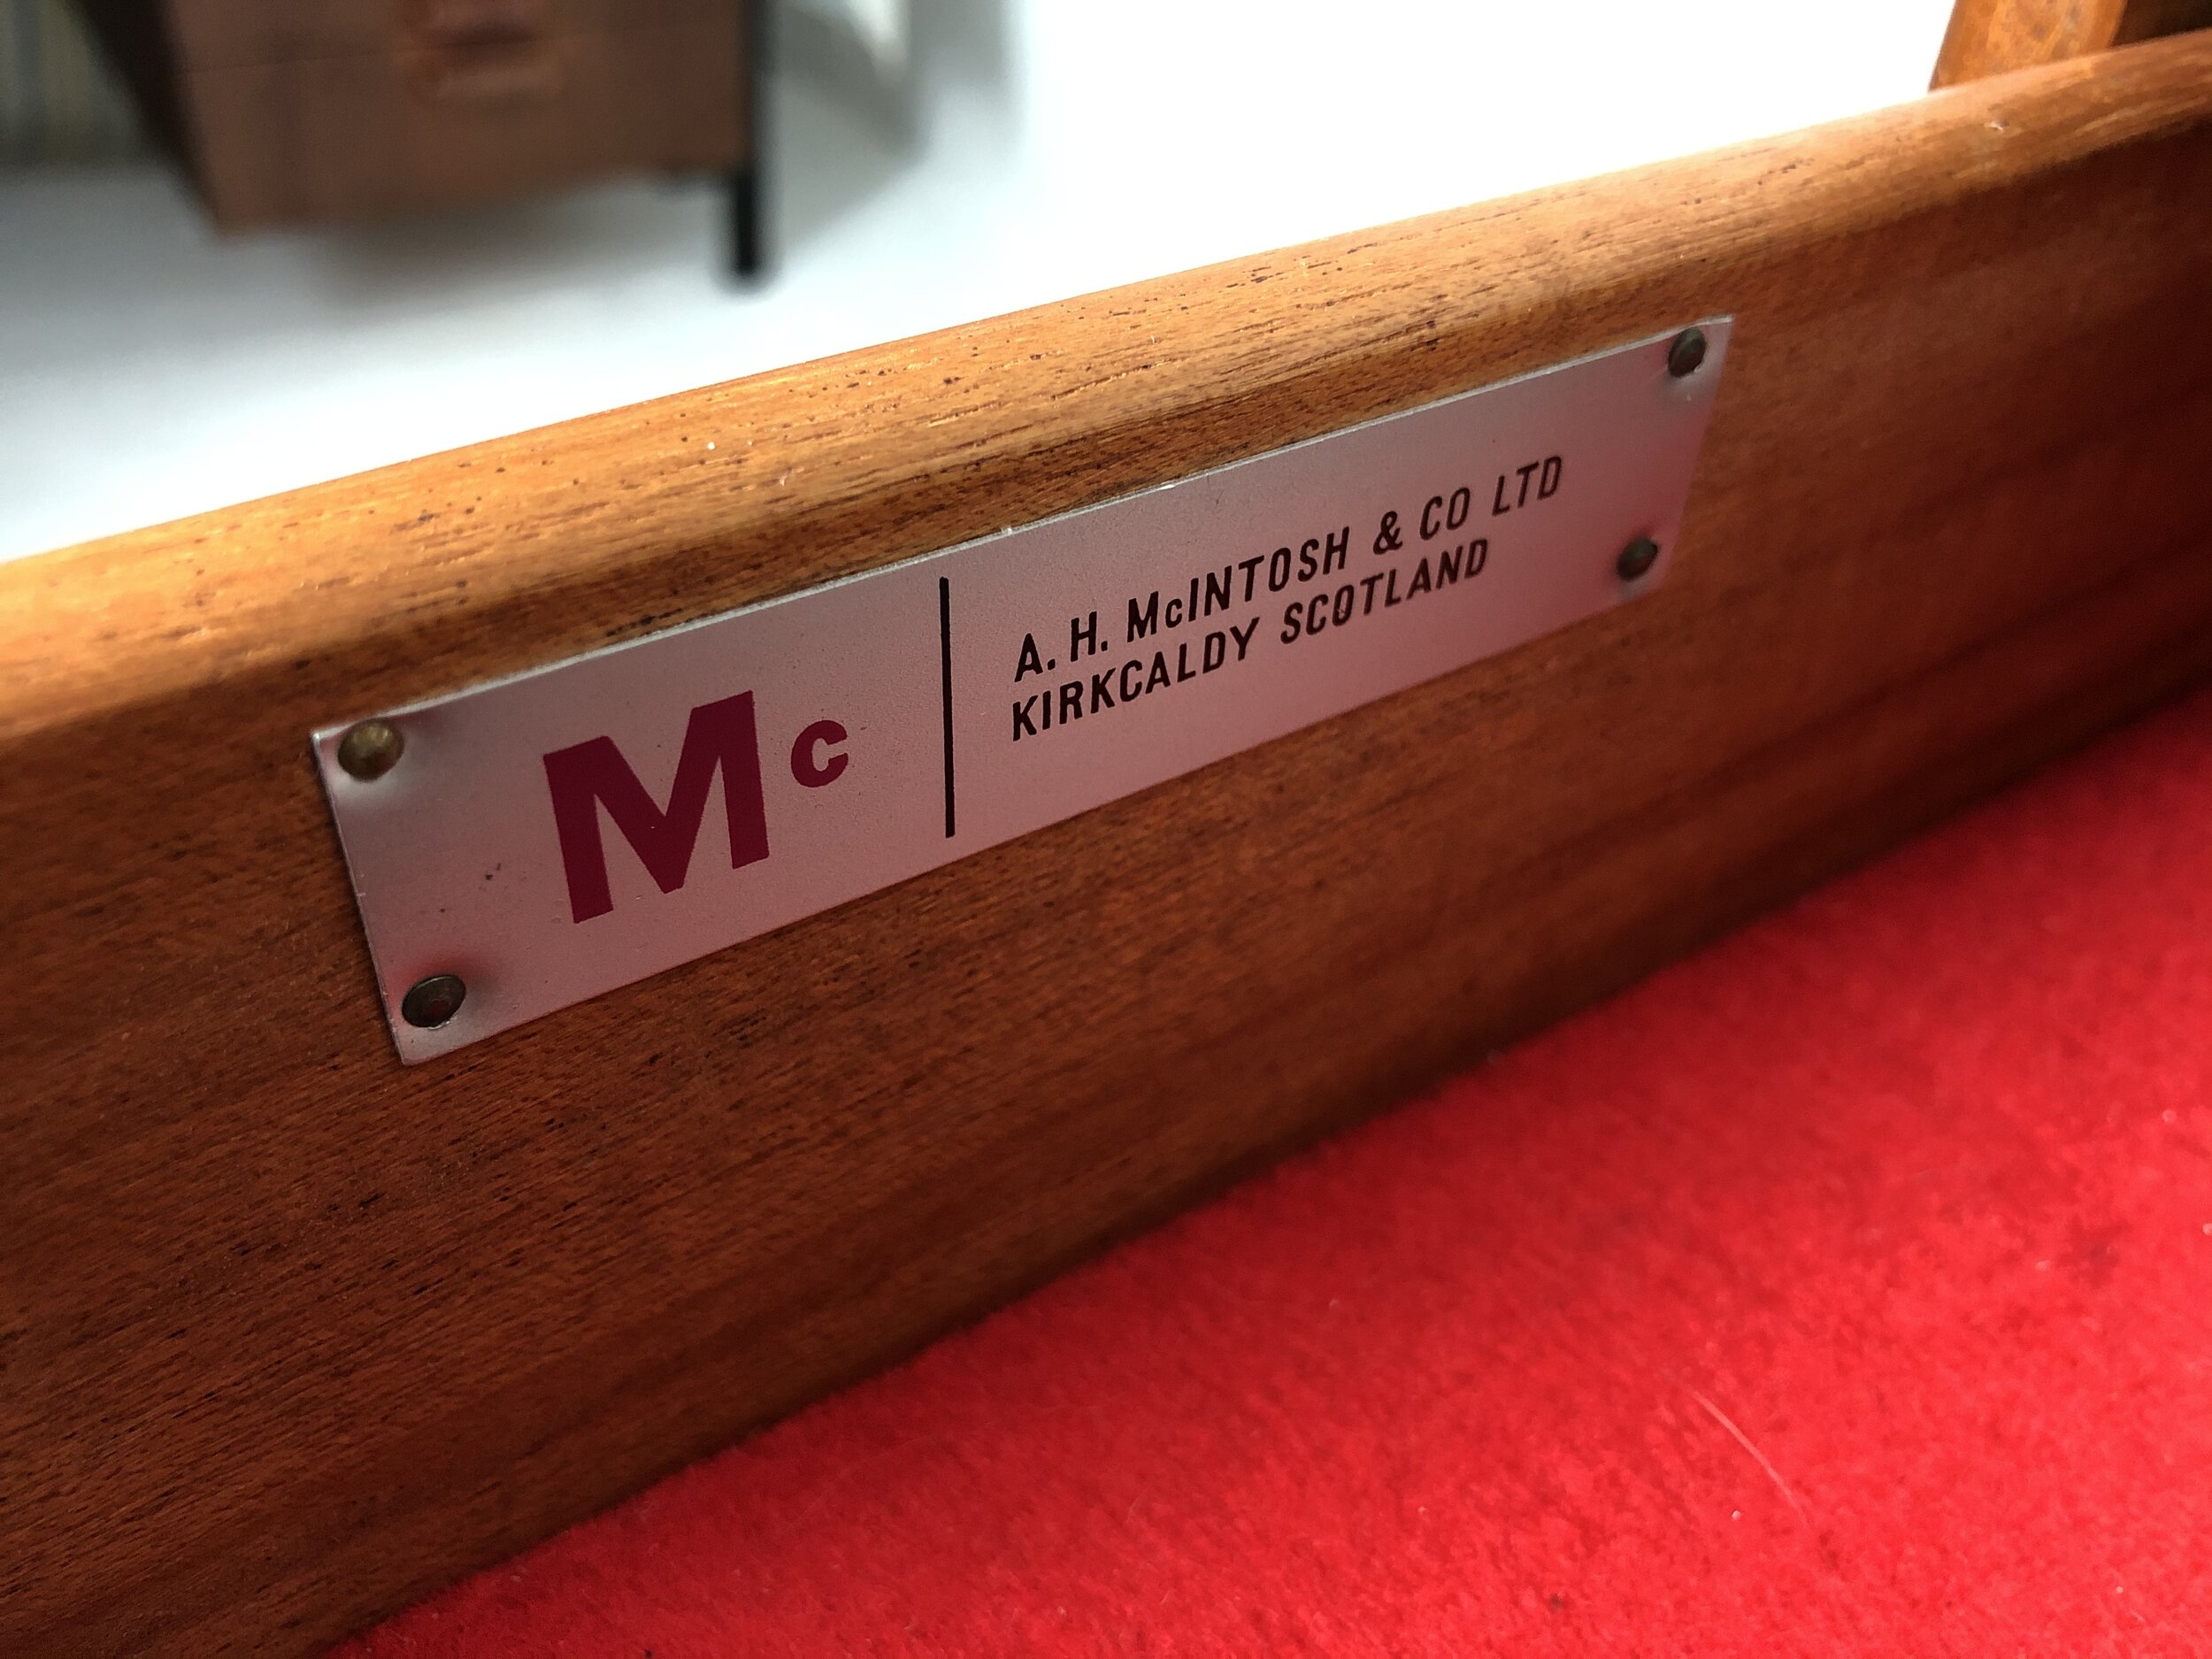 Mc
A. H. McINTOSH & CO LTD
KIRKCALDY SCOTLAND